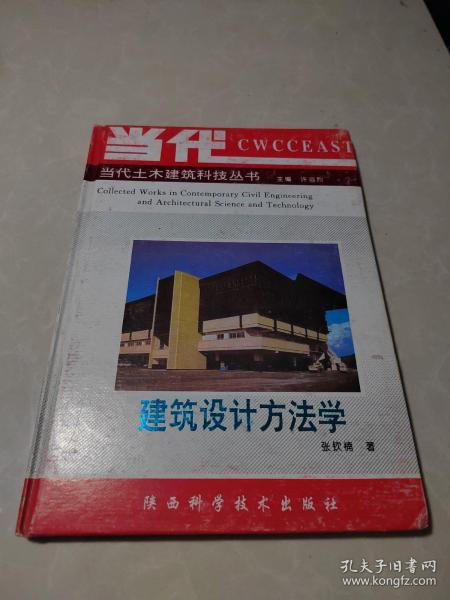 当代 CWCCEAST
当代土木建筑科技丛书 主编 许溶烈
Collected Works in Contemporary Civil Engineering
and Architectural Science and Technology
建筑设计方法学
张钦楠 著
陕西科学技术出版社
孔夫子旧书网
www.kongfz.com